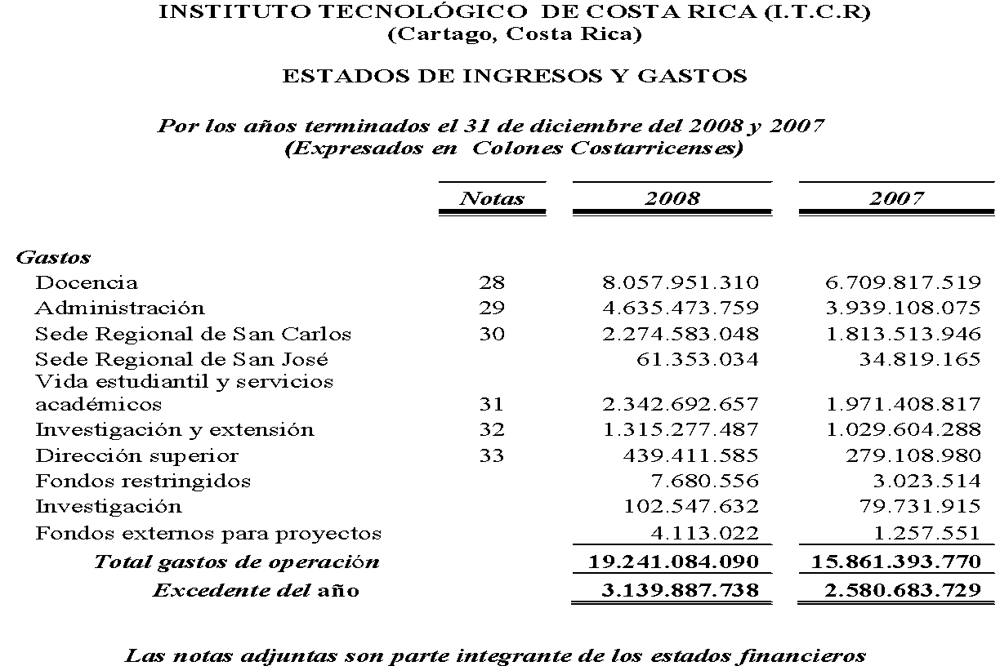 INSTITUTO TECNOLÓGICO DE COSTA RICA (I.T.C.R)
(Cartago, Costa Rica)
ESTADOS DE INGRESOS Y GASTOS
Por los años terminados el 31 de diciembre del 2008 y 2007
(Expresados en Colones Costarricenses)
Notas 2008 2007
Gastos
Docencia 28 8.057.951.310 6.709.817.519
Administración 29 4.635.473.759 3.939.108.075
Sede Regional de San Carlos 30 2.274.583.048 1.813.513.946
Sede Regional de San José 61.353.034 34.819.165
Vida estudiantil y servicios
académicos 31 2.342.692.657 1.971.408.817
Investigación y extensión 32 1.315.277.487 1.029.604.288
Dirección superior 33 439.411.585 279.108.980
Fondos restringidos 7.680.556 3.023.514
Investigación 102.547.632 79.731.915
Fondos externos para proyectos 4.113.022 1.257.551
Total gastos de operación 19.241.084.090 15.861.393.770
Excedente del año 3.139.887.738 2.580.683.729
Las notas adjuntas son parte integrante de los estados financieros